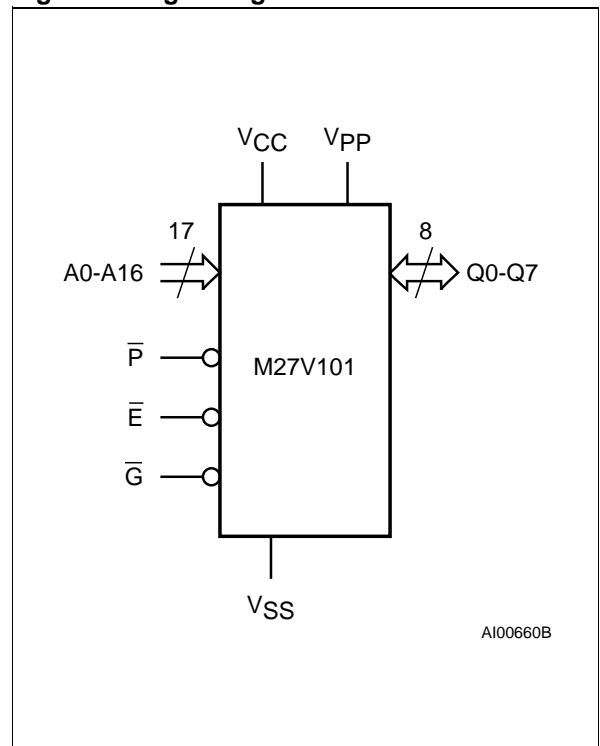 VCC VPP
17 8
A0-A16 Q0-Q7
P̅
M27V101
E̅
G̅
VSS
AI00660B